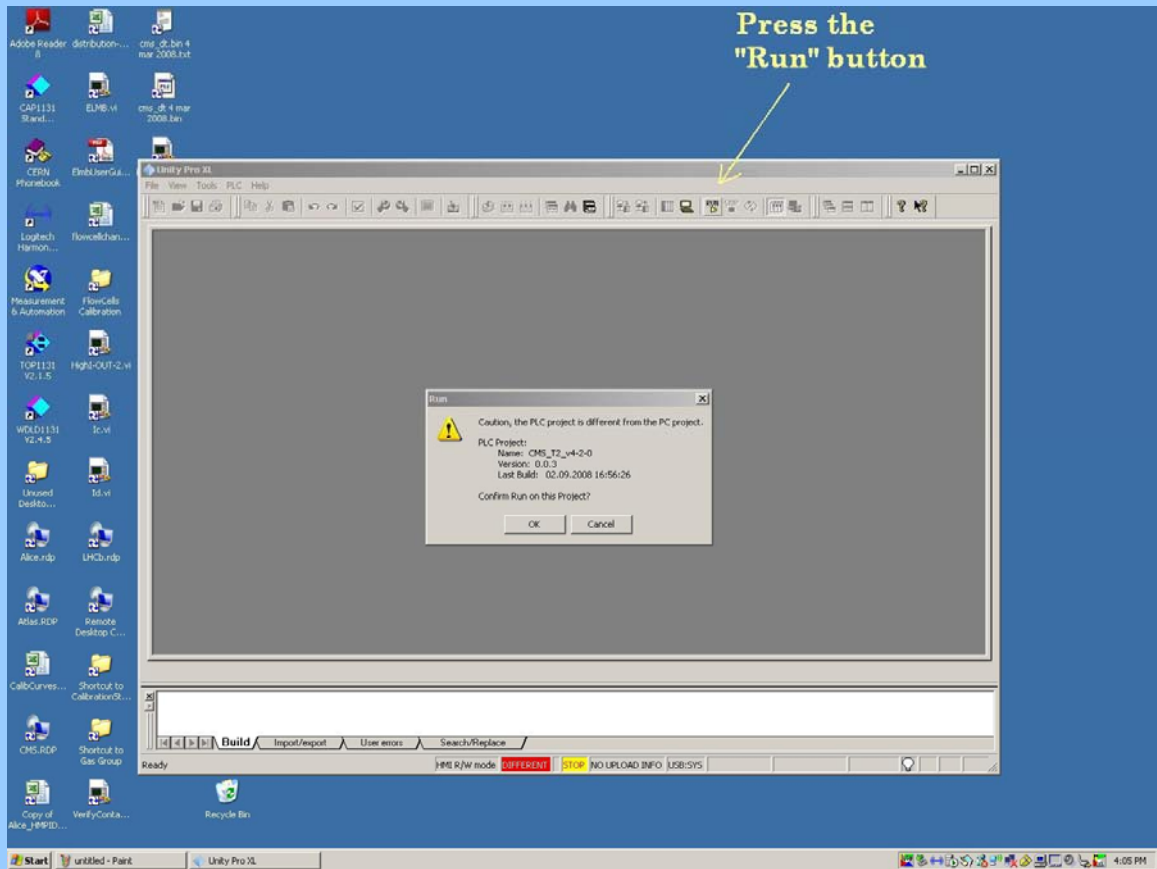 Press the
"Run" button
Adobe Reader
8
distribution-...
cms_dt.bin 4
mar 2008.txt
CAP1131
Stand...
ELMB.vi
cms_dt 4 mar
2008.bin
CERN
Phonebook
ElmbUserGui...
Logitech
Harmon...
flowcellchan...
Measurement
& Automation
FlowCells
Calibration
TOP1131
V2.1.5
HighI-OUT-2.vi
WDLD1131
V2.4.5
Ic.vi
Unused
Deskto...
Id.vi
Alice.rdp
LHCb.rdp
Atlas.RDP
Remote
Desktop C...
CalibCurves...
Shortcut to
CalibrationSt...
CMS.RDP
Shortcut to
Gas Group
Copy of
Alice_HMPID...
VerifyConta...
Recycle Bin
Unity Pro XL
File View Tools PLC Help
Run
Caution, the PLC project is different from the PC project.
PLC Project:
Name: CMS_T2_v4-2-0
Version: 0.0.3
Last Build: 02.09.2008 16:56:26
Confirm Run on this Project?
OK Cancel
Build Import/export User errors Search/Replace
Ready HMI R/W mode DIFFERENT STOP NO UPLOAD INFO USB:SYS
Start untitled - Paint Unity Pro XL 4:05 PM